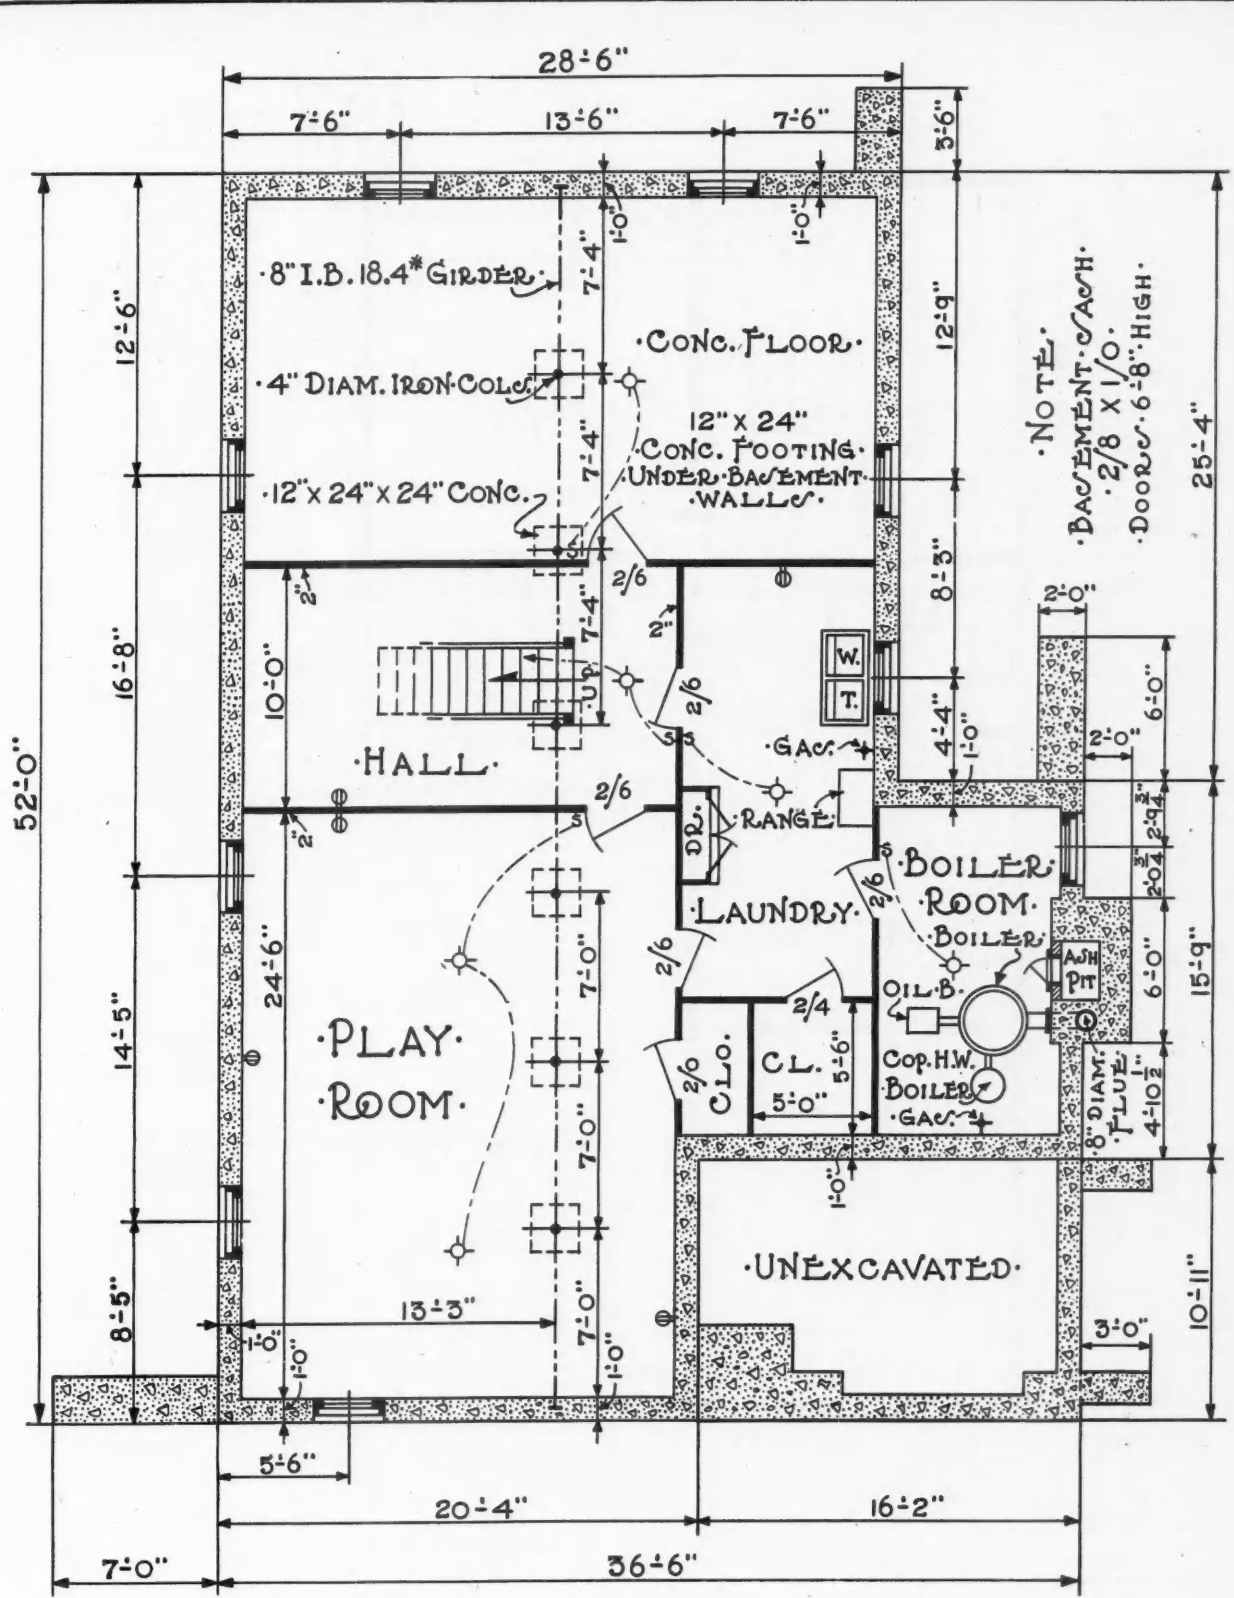 28'-6"
7'-6" 13'-6" 7'-6"
3'-6"
1'-0" 1'-0"
·8" I.B. 18.4# GIRDER·
7'-4"
12'-6"
12'-9"
·CONC. FLOOR·
·4" DIAM. IRON·COLS.
12" X 24"
CONC. FOOTING·
UNDER·BASEMENT·
·WALLS·
·NOTE·
·BASEMENT·SASH·
·2/8 X 1/0·
·DOORS·6'-8"·HIGH·
25'-4"
7'-4"
·12" X 24" X 24" CONC.·
S
2/6
2"
2"
8'-3"
2'-0"
7'-4"
16'-8"
10'-0"
·UP·
2/6
W.
T.
6'-0"
4'-4"
1'-0"
2'-0"
·HALL·
S S
·GAS·
52'-0"
2/6
2"
S
DR.
·RANGE·
2'-9 3/4"
2'-0 3/4"
S
·BOILER·
·ROOM·
·BOILER·
2/6
·LAUNDRY·
24'-6"
2/6
7'-0"
ASH
PIT
6'-0"
15'-9"
OIL·B.
2/4
·PLAY·
·ROOM·
14'-5"
2/0
CLO.
CL.
5'-6"
5'-0"
COP. H.W.
BOILER
·GAS·
·8" DIAM.
·FLUE·
4'-10 1/2"
7'-0"
1'-0"
·UNEXCAVATED·
13'-3"
7'-0"
8'-5"
1'-0"
1'-0"
1'-0"
3'-0"
10'-11"
5'-6"
20'-4" 16'-2"
7'-0" 36'-6"